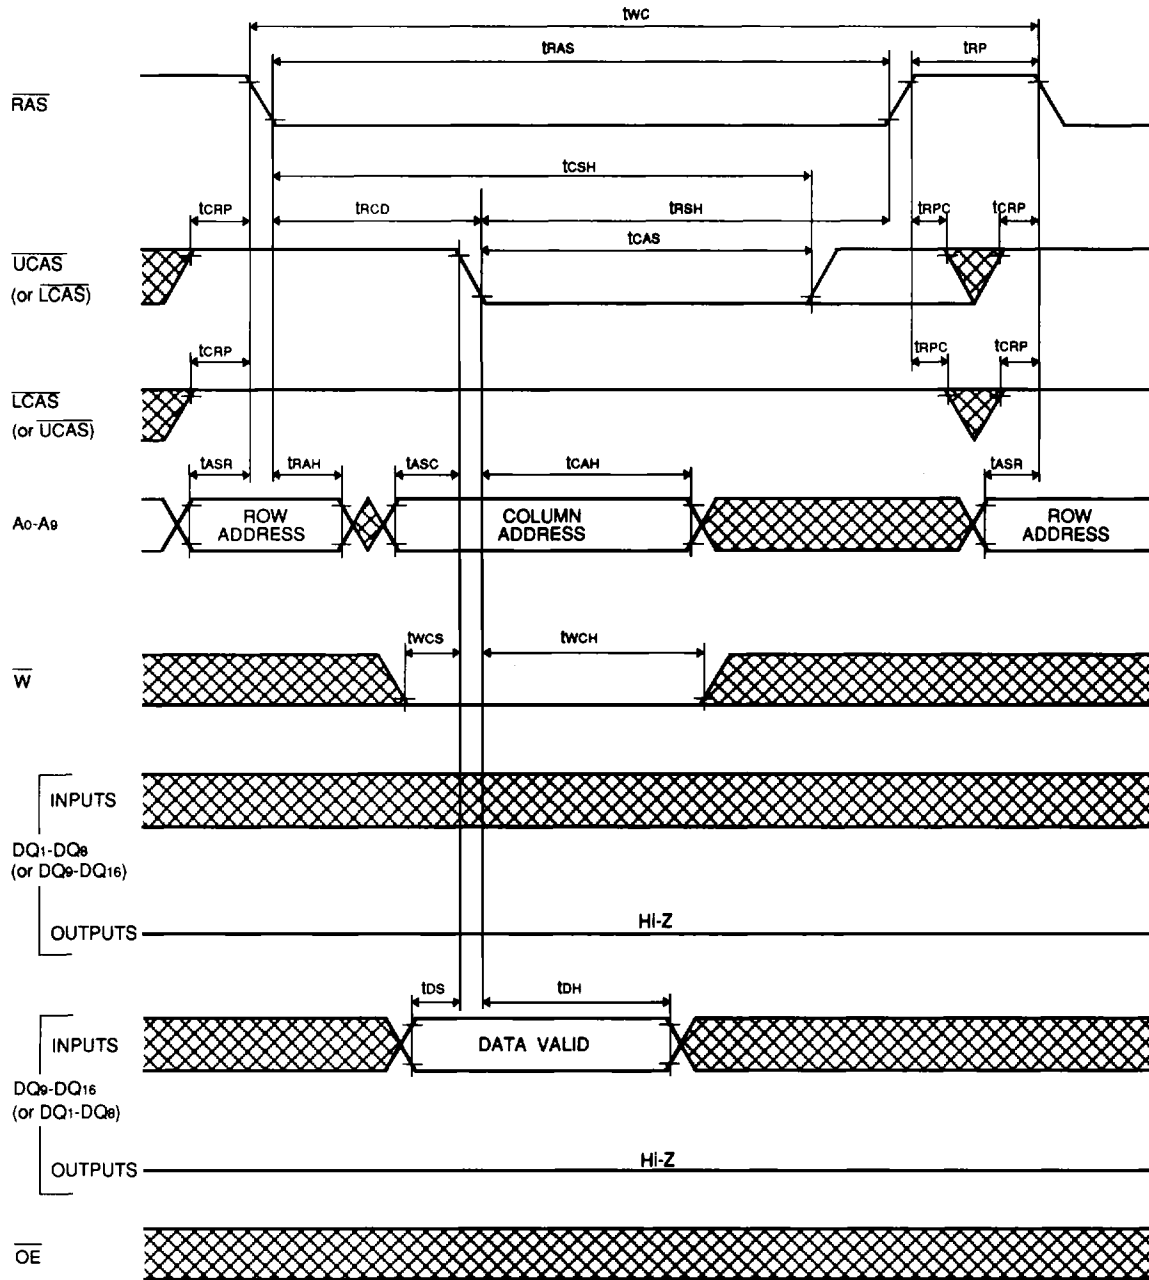 tWC
tRAS
tRP
RAS
tCSH
tCRP
tRCD
tRSH
tRPC
tCRP
tCAS
UCAS
(or LCAS)
tCRP
tRPC
tCRP
LCAS
(or UCAS)
tASR
tRAH
tASC
tCAH
tASR
A0-A9
ROW
ADDRESS
COLUMN
ADDRESS
ROW
ADDRESS
tWCS
tWCH
W
INPUTS
DQ1-DQ8
(or DQ9-DQ16)
OUTPUTS
Hi-Z
tDS
tDH
INPUTS
DATA VALID
DQ9-DQ16
(or DQ1-DQ8)
OUTPUTS
Hi-Z
OE